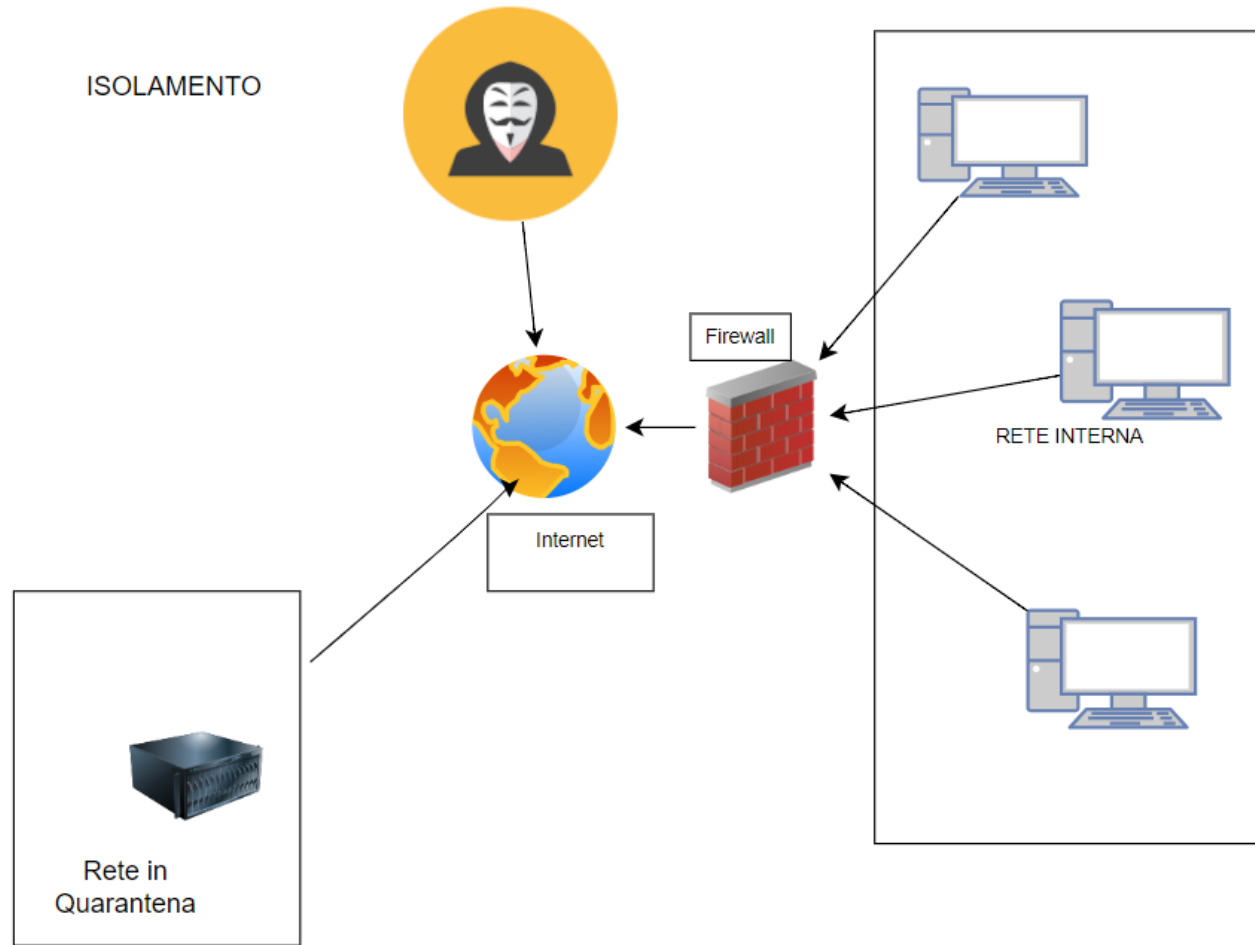 ISOLAMENTO
Firewall
RETE INTERNA
Internet
Rete in
Quarantena